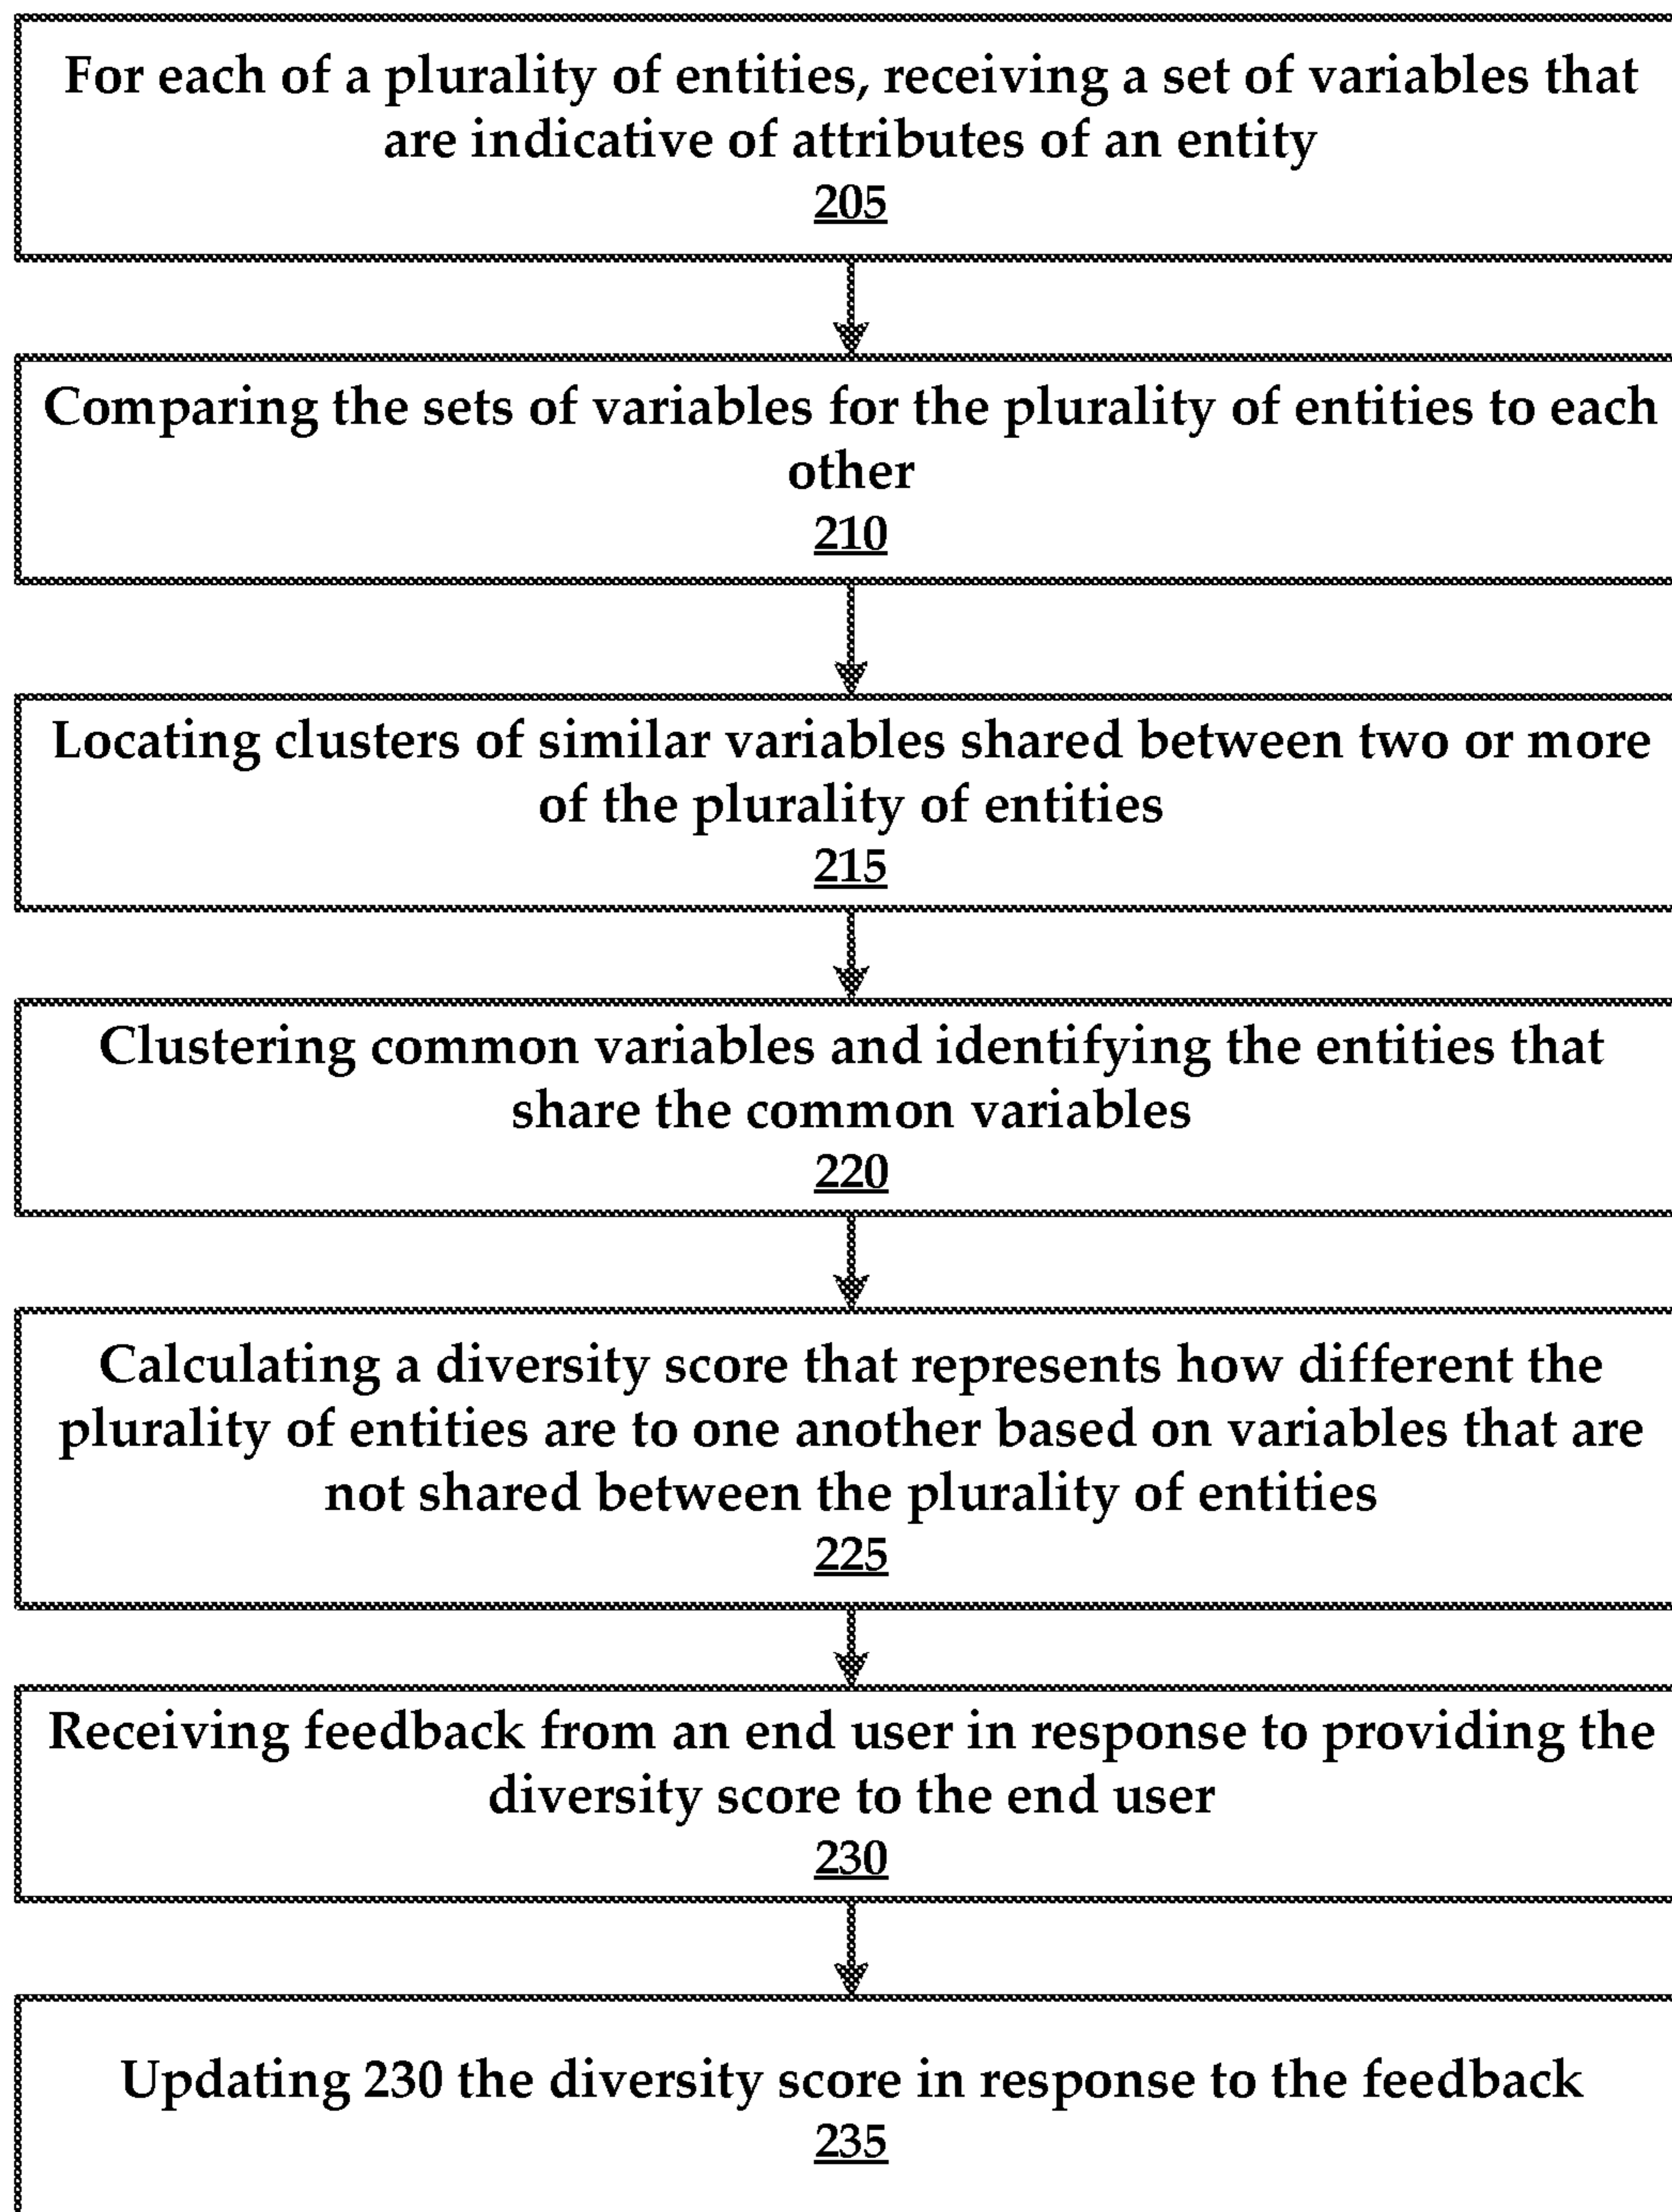 For each of a plurality of entities, receiving a set of variables that
are indicative of attributes of an entity
205
Comparing the sets of variables for the plurality of entities to each
other
210
Locating clusters of similar variables shared between two or more
of the plurality of entities
215
Clustering common variables and identifying the entities that
share the common variables
220
Calculating a diversity score that represents how different the
plurality of entities are to one another based on variables that are
not shared between the plurality of entities
225
Receiving feedback from an end user in response to providing the
diversity score to the end user
230
Updating 230 the diversity score in response to the feedback
235